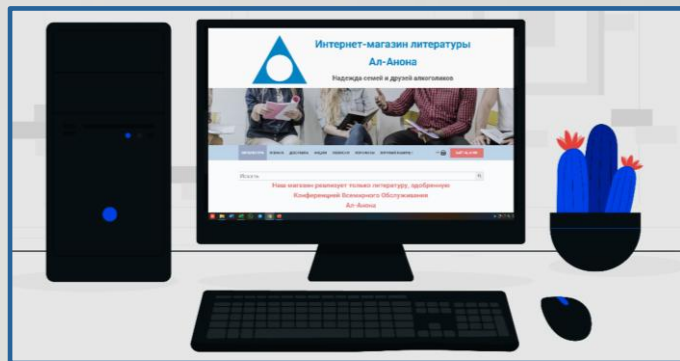 Интернет-магазин литературы
Ал-Анона
Надежда семей и друзей алкоголиков
Искать
Наш магазин реализует только литературу, одобренную
Конференцией Всемирного Обслуживания
Ал-Анона